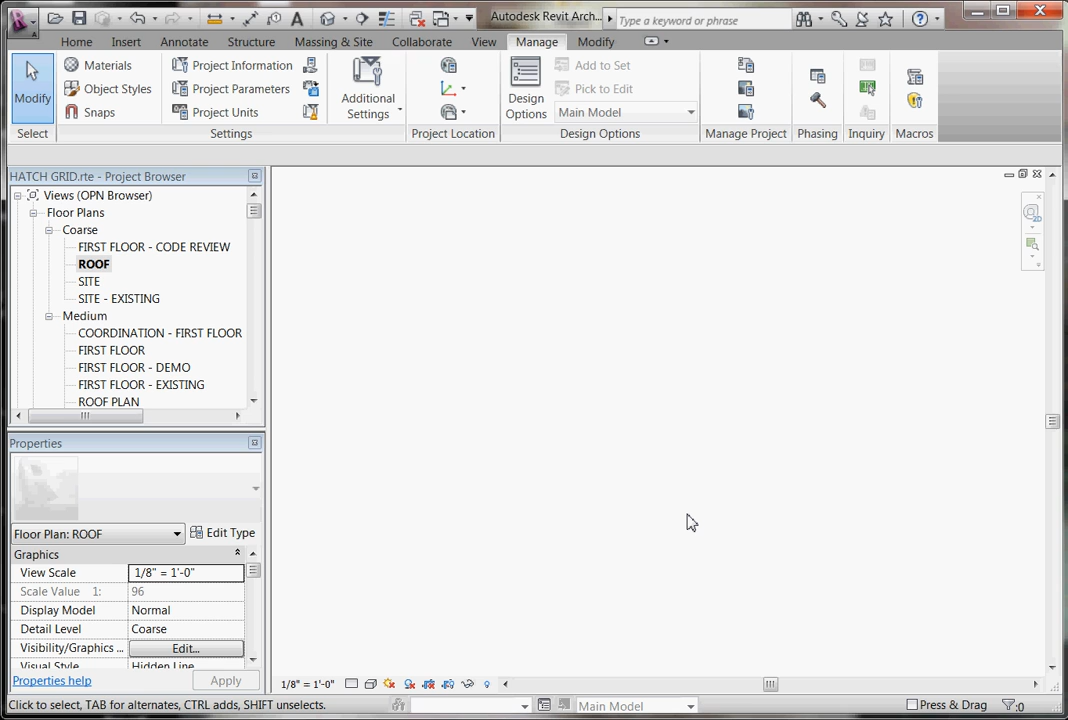 Autodesk Revit Arch...
Type a keyword or phrase
Home Insert Annotate Structure Massing & Site Collaborate View Manage Modify
Modify
Materials
Object Styles
Snaps
Project Information
Project Parameters
Project Units
Additional
Settings
Design
Options
Add to Set
Pick to Edit
Main Model
Select Settings Project Location Design Options Manage Project Phasing Inquiry Macros
HATCH GRID.rte - Project Browser
Views (OPN Browser)
Floor Plans
Coarse
FIRST FLOOR - CODE REVIEW
ROOF
SITE
SITE - EXISTING
Medium
COORDINATION - FIRST FLOOR
FIRST FLOOR
FIRST FLOOR - DEMO
FIRST FLOOR - EXISTING
ROOF PLAN
Properties
Floor Plan: ROOF
Edit Type
Graphics
View Scale 1/8" = 1'-0"
Scale Value 1: 96
Display Model Normal
Detail Level Coarse
Visibility/Graphics ... Edit...
Visual Style Hidden Line
Properties help Apply
1/8" = 1'-0"
Click to select, TAB for alternates, CTRL adds, SHIFT unselects.
Main Model
Press & Drag
:0
2D